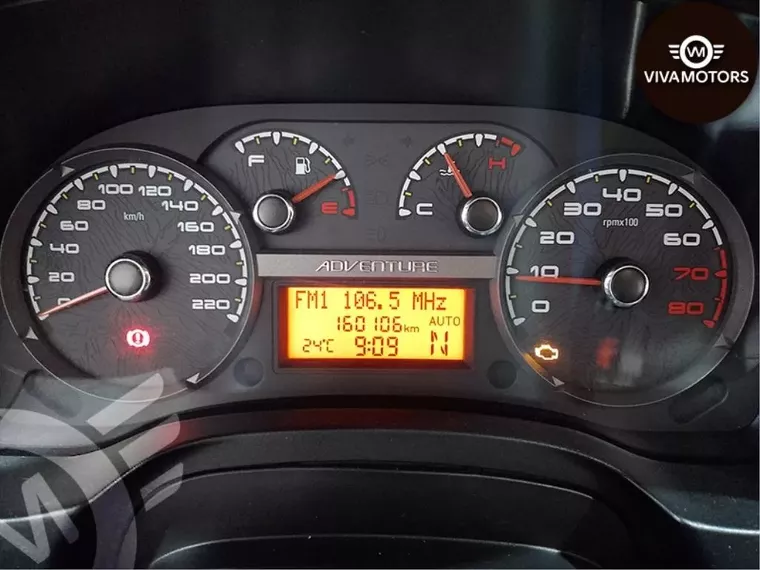 VM
VIVAMOTORS
F
E
C
H
0
20
40
60
80
100
120
140
160
180
200
220
km/h
0
10
20
30
40
50
60
70
80
rpmx100
ADVENTURE
FM1 106.5 MHz
160106km AUTO
24°C 9:09 N